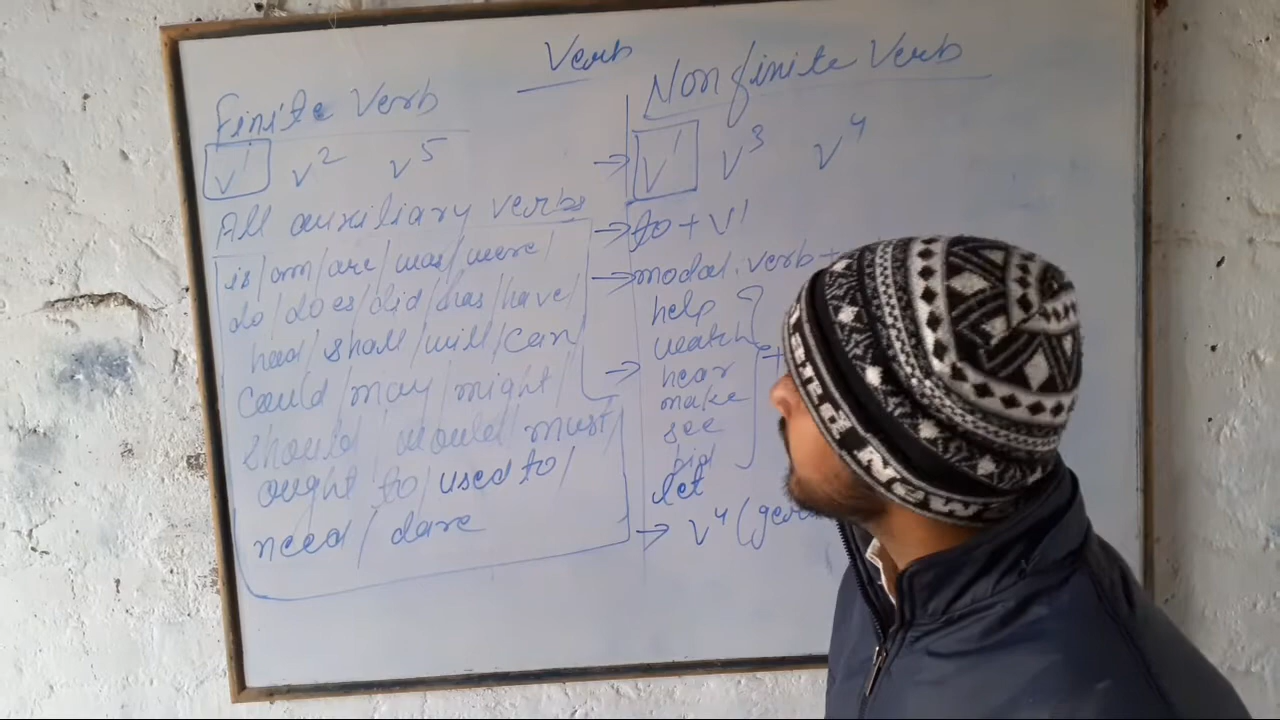 Verb
Finite Verb
V1 V2 V5
All auxiliary verbs
is/am/are/was/were/
do/does/did/has/have/
had/shall/will/can/
could/may/might/
should/would/must/
ought to/used to/
need/dare
Non finite Verb
→ V1 V3 V4
→ to + V1
→ modal verb +
help
watch
→ hear +
make
see
bid
let
→ V4 (